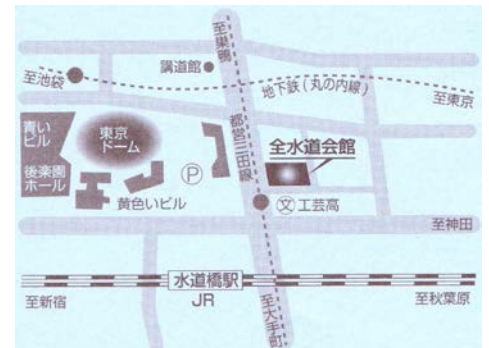 至巣鴨
講道館
至池袋
地下鉄(丸の内線)
至東京
青い
ビル
東京
ドーム
都営三田線
全水道会館
後楽園
ホール
P
黄色いビル
文 工芸高
至神田
水道橋駅
JR
至新宿
至秋葉原
至大手町